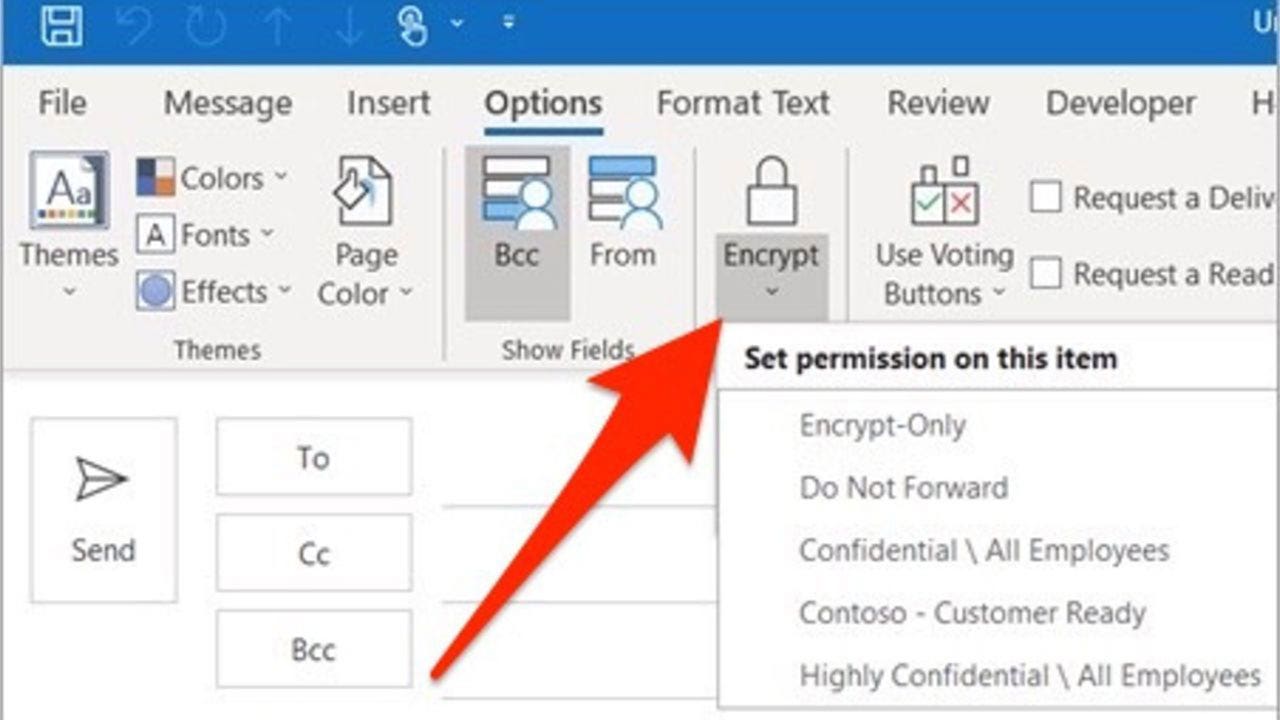 File Message Insert Options Format Text Review Developer
Aa Themes
Colors
A Fonts
Effects
Page
Color
Themes
Bcc
From
Show Fields
Encrypt
Use Voting
Buttons
Request a
Request a
Set permission on this item
Encrypt-Only
Do Not Forward
Confidential \ All Employees
Contoso - Customer Ready
Highly Confidential \ All Employees
Send
To
Cc
Bcc